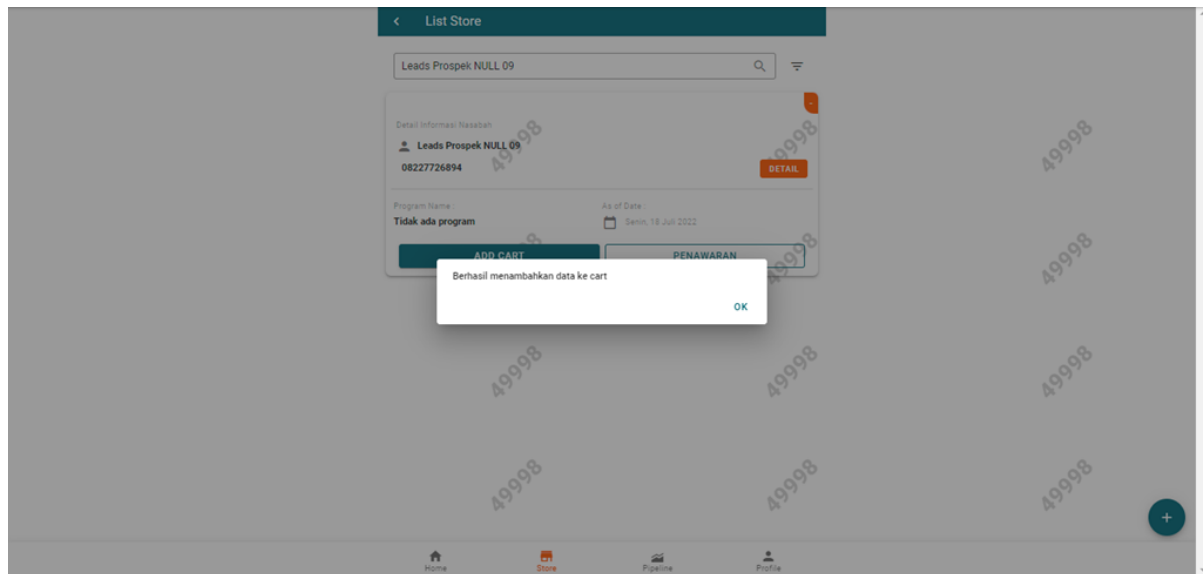 List Store
Leads Prospek NULL 09
-
Detail Informasi Nasabah
Leads Prospek NULL 09
08227726894
DETAIL
Program Name :
As of Date :
Tidak ada program
Senin, 18 Juli 2022
ADD CART
PENAWARAN
Berhasil menambahkan data ke cart
OK
49998
49998
49998
49998
49998
49998
49998
49998
49998
49998
49998
49998
+
Home
Store
Pipeline
Profile